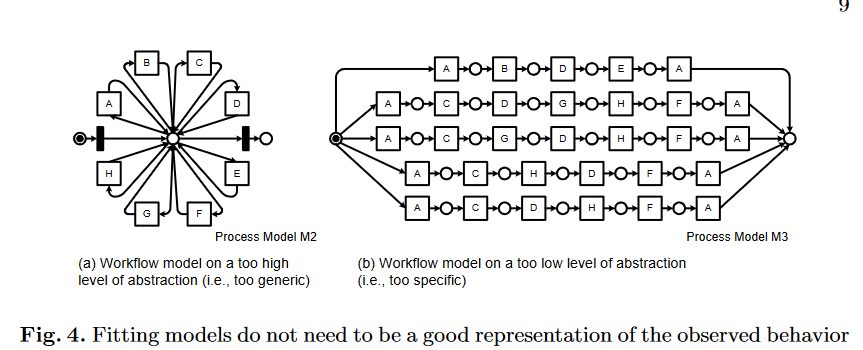 9
B
C
A
D
H
E
G
F
Process Model M2
A B D E A
A C D G H F A
A C G D H F A
A C H D F A
A C D H F A
Process Model M3
(a) Workflow model on a too high
level of abstraction (i.e., too generic)
(b) Workflow model on a too low level of abstraction
(i.e., too specific)
Fig. 4. Fitting models do not need to be a good representation of the observed behavior